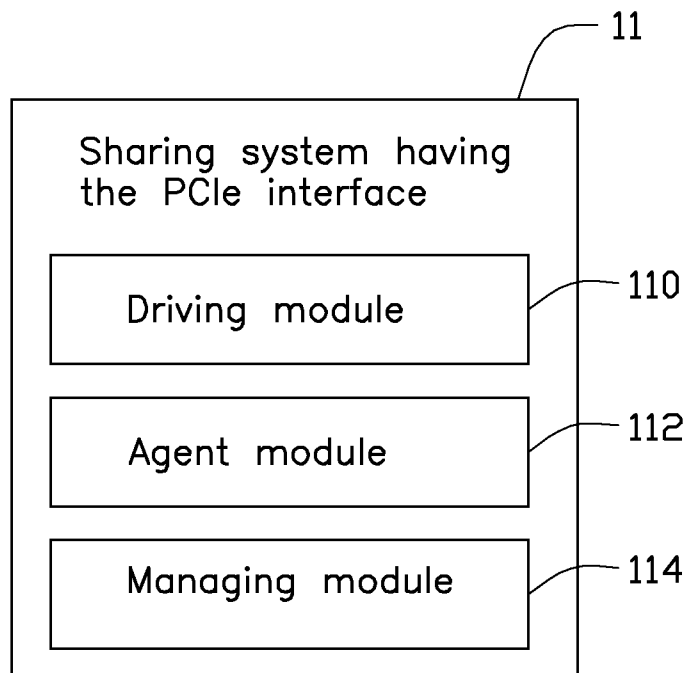 11
Sharing system having
the PCIe interface
Driving module
110
Agent module
112
Managing module
114